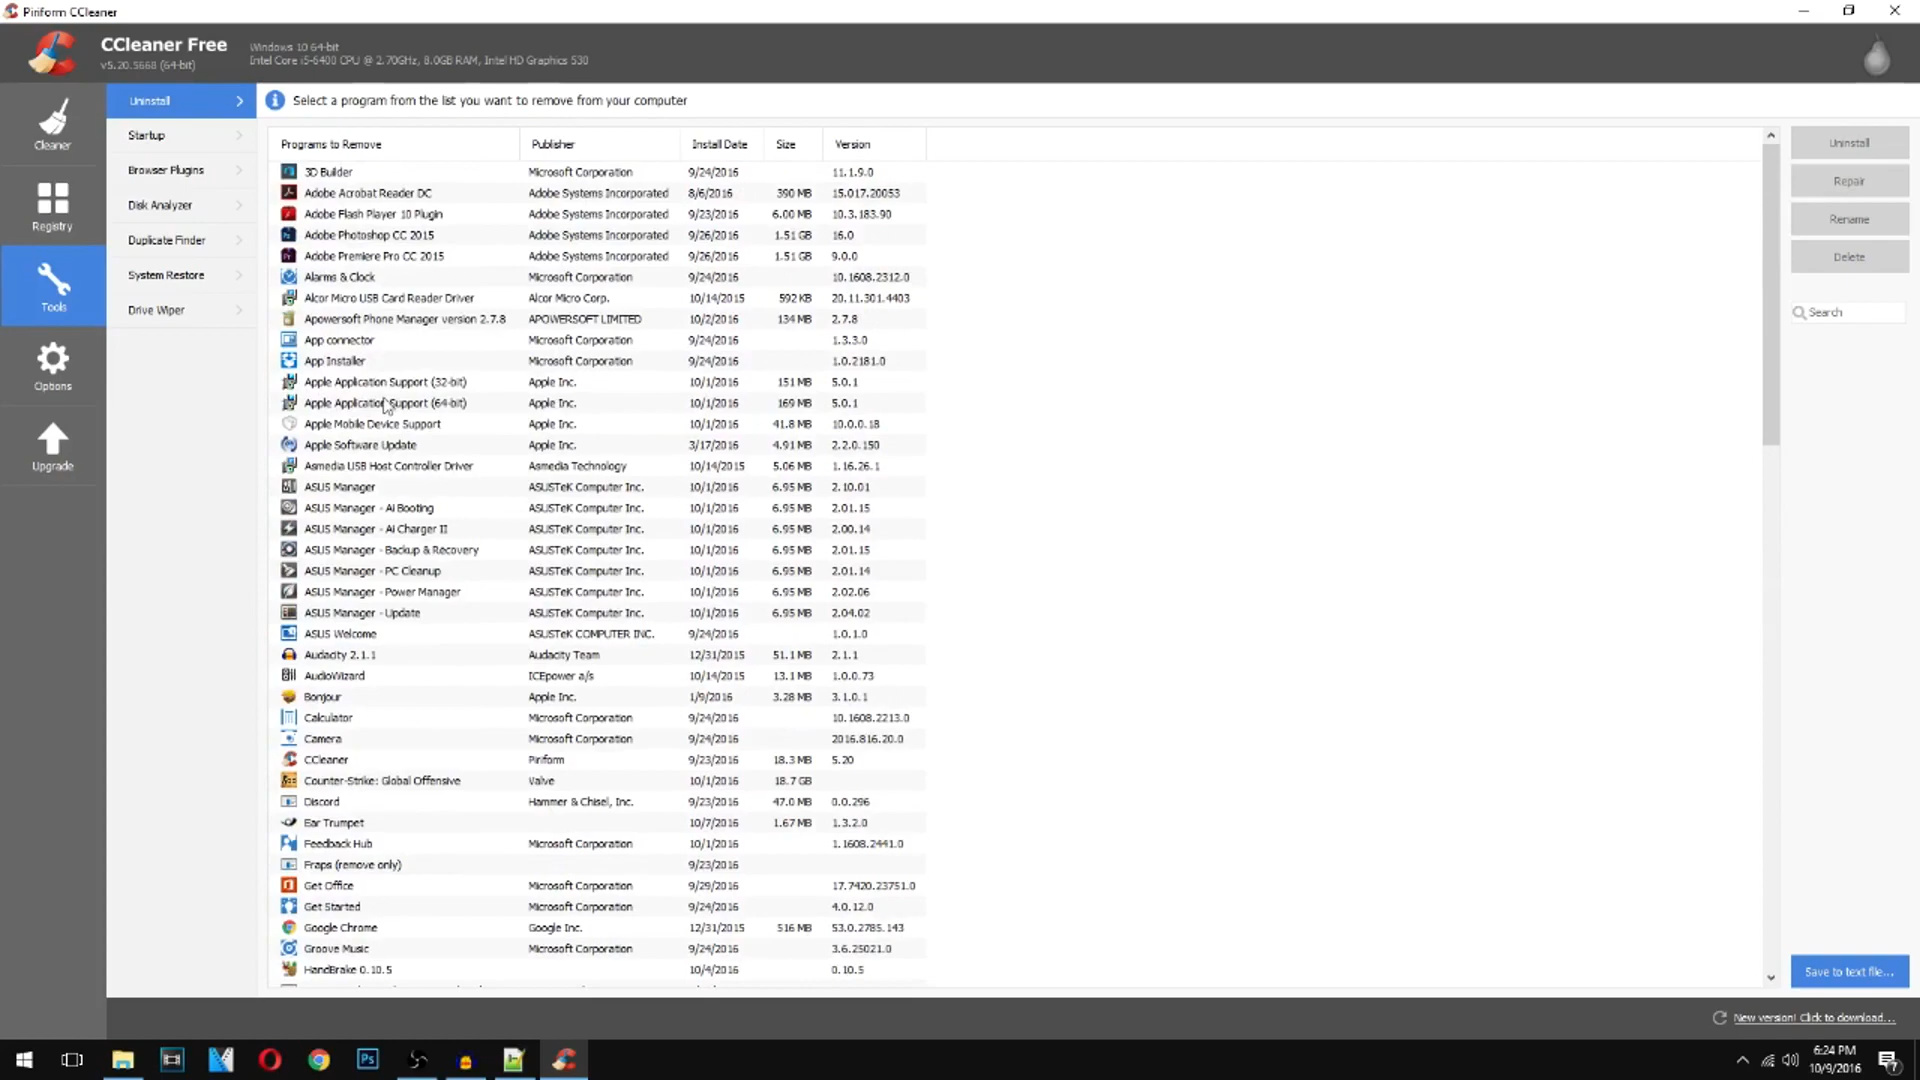 Piriform CCleaner
CCleaner Free
v5.20.5668 (64-bit)
Windows 10 64-bit
Intel Core i5-6400 CPU @ 2.70GHz, 8.0GB RAM, Intel HD Graphics 530
Cleaner
Registry
Tools
Options
Upgrade
Uninstall
Startup
Browser Plugins
Disk Analyzer
Duplicate Finder
System Restore
Drive Wiper
Select a program from the list you want to remove from your computer
Programs to Remove Publisher Install Date Size Version
3D Builder Microsoft Corporation 9/24/2016 11.1.9.0
Adobe Acrobat Reader DC Adobe Systems Incorporated 8/6/2016 390 MB 15.017.20053
Adobe Flash Player 10 Plugin Adobe Systems Incorporated 9/23/2016 6.00 MB 10.3.183.90
Adobe Photoshop CC 2015 Adobe Systems Incorporated 9/26/2016 1.51 GB 16.0
Adobe Premiere Pro CC 2015 Adobe Systems Incorporated 9/26/2016 1.51 GB 9.0.0
Alarms & Clock Microsoft Corporation 9/24/2016 10.1608.2312.0
Alcor Micro USB Card Reader Driver Alcor Micro Corp. 10/14/2015 592 KB 20.11.301.4403
Apowersoft Phone Manager version 2.7.8 APOWERSOFT LIMITED 10/2/2016 134 MB 2.7.8
App connector Microsoft Corporation 9/24/2016 1.3.3.0
App Installer Microsoft Corporation 9/24/2016 1.0.2181.0
Apple Application Support (32-bit) Apple Inc. 10/1/2016 151 MB 5.0.1
Apple Application Support (64-bit) Apple Inc. 10/1/2016 169 MB 5.0.1
Apple Mobile Device Support Apple Inc. 10/1/2016 41.8 MB 10.0.0.18
Apple Software Update Apple Inc. 3/17/2016 4.91 MB 2.2.0.150
Asmedia USB Host Controller Driver Asmedia Technology 10/14/2015 5.06 MB 1.16.26.1
ASUS Manager ASUSTeK Computer Inc. 10/1/2016 6.95 MB 2.10.01
ASUS Manager - Ai Booting ASUSTeK Computer Inc. 10/1/2016 6.95 MB 2.01.15
ASUS Manager - Ai Charger II ASUSTeK Computer Inc. 10/1/2016 6.95 MB 2.00.14
ASUS Manager - Backup & Recovery ASUSTeK Computer Inc. 10/1/2016 6.95 MB 2.01.15
ASUS Manager - PC Cleanup ASUSTeK Computer Inc. 10/1/2016 6.95 MB 2.01.14
ASUS Manager - Power Manager ASUSTeK Computer Inc. 10/1/2016 6.95 MB 2.02.06
ASUS Manager - Update ASUSTeK Computer Inc. 10/1/2016 6.95 MB 2.04.02
ASUS Welcome ASUSTeK COMPUTER INC. 9/24/2016 1.0.1.0
Audacity 2.1.1 Audacity Team 12/31/2015 51.1 MB 2.1.1
AudioWizard ICEpower a/s 10/14/2015 13.1 MB 1.0.0.73
Bonjour Apple Inc. 1/9/2016 3.28 MB 3.1.0.1
Calculator Microsoft Corporation 9/24/2016 10.1608.2213.0
Camera Microsoft Corporation 9/24/2016 2016.816.20.0
CCleaner Piriform 9/23/2016 18.3 MB 5.20
Counter-Strike: Global Offensive Valve 10/1/2016 18.7 GB
Discord Hammer & Chisel, Inc. 9/23/2016 47.0 MB 0.0.296
Ear Trumpet 10/7/2016 1.67 MB 1.3.2.0
Feedback Hub Microsoft Corporation 10/1/2016 1.1608.2441.0
Fraps (remove only) 9/23/2016
Get Office Microsoft Corporation 9/29/2016 17.7420.23751.0
Get Started Microsoft Corporation 9/24/2016 4.0.12.0
Google Chrome Google Inc. 12/31/2015 516 MB 53.0.2785.143
Groove Music Microsoft Corporation 9/24/2016 3.6.25021.0
HandBrake 0.10.5 10/4/2016 0.10.5
Uninstall
Repair
Rename
Delete
Search
Save to text file...
New version! Click to download...
Ps
6:24 PM
10/9/2016
7